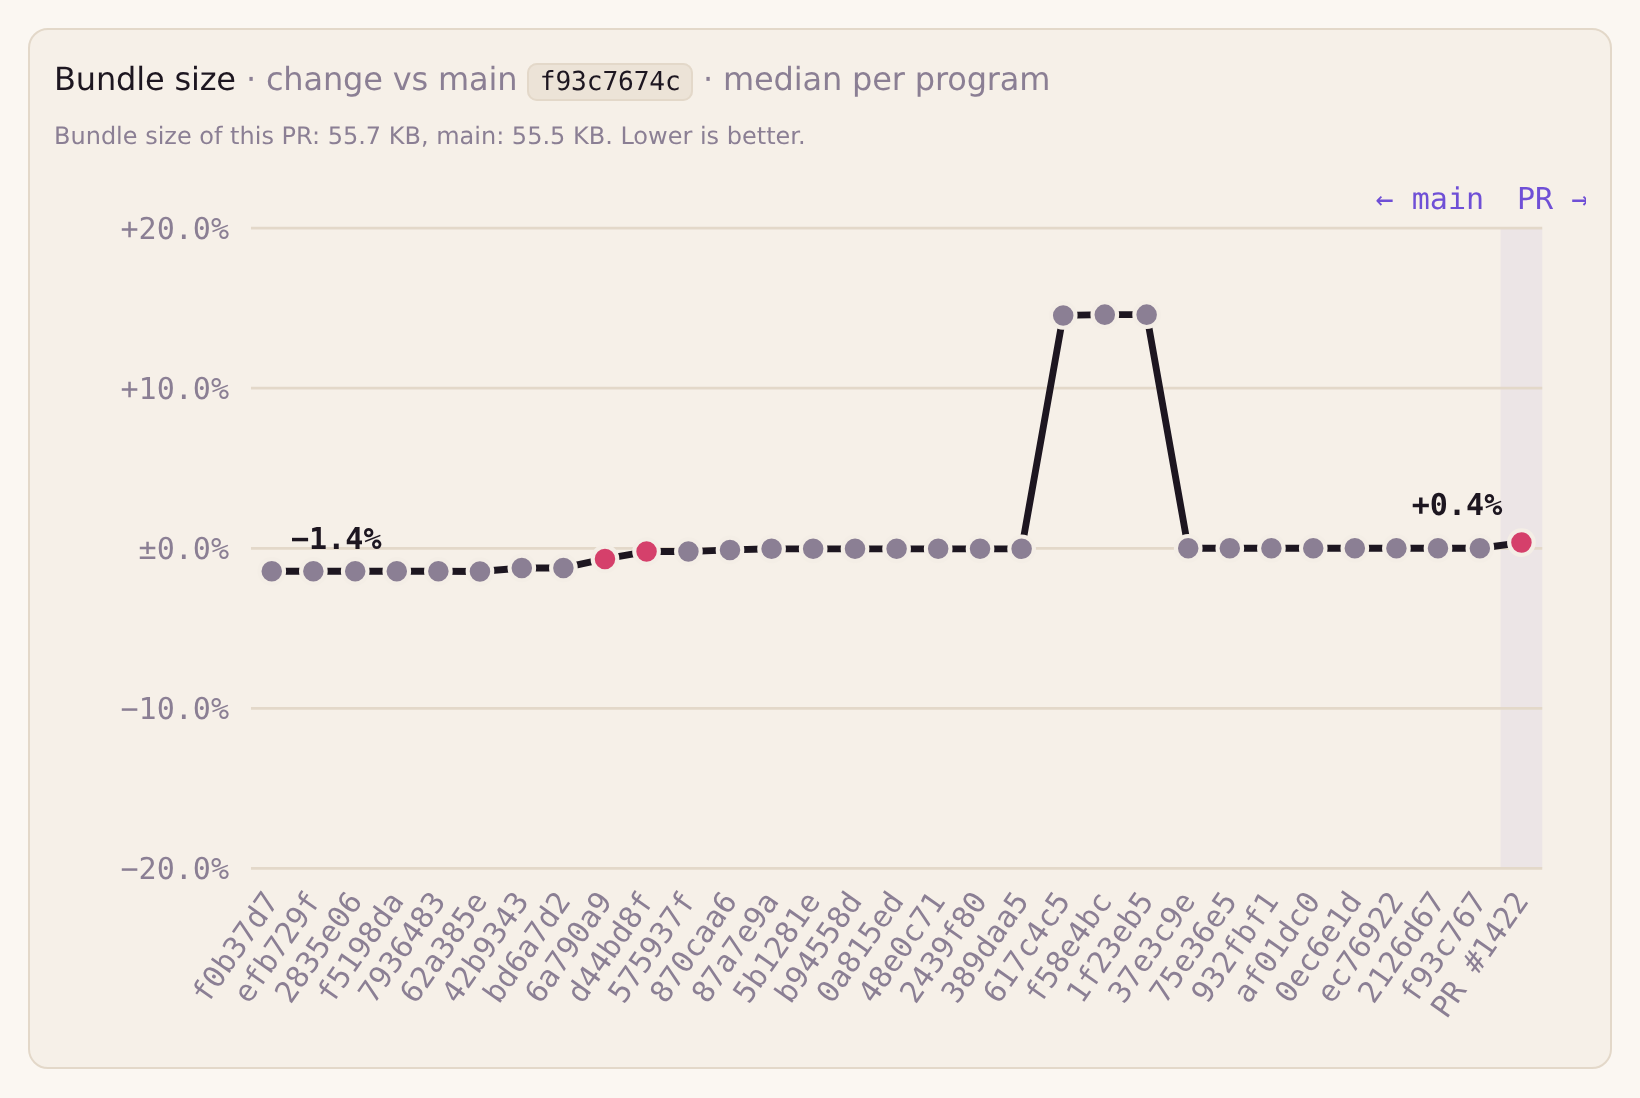 Bundle size · change vs main f93c7674c · median per program
Bundle size of this PR: 55.7 KB, main: 55.5 KB. Lower is better.
← main PR →
+20.0%
+10.0%
+0.4%
−1.4%
±0.0%
−10.0%
−20.0%
f0b37d7
efb729f
2835e06
f5198da
7936483
62a385e
42b9343
bd6a7d2
6a790a9
d44bd8f
575937f
870caa6
87a7e9a
5b1281e
b94558d
0a815ed
48e0c71
2439f80
389daa5
617c4c5
f58e4bc
1f23eb5
37e3c9e
75e36e5
932fbf1
af01dc0
0ec6e1d
ec76922
2126d67
f93c767
PR #1422